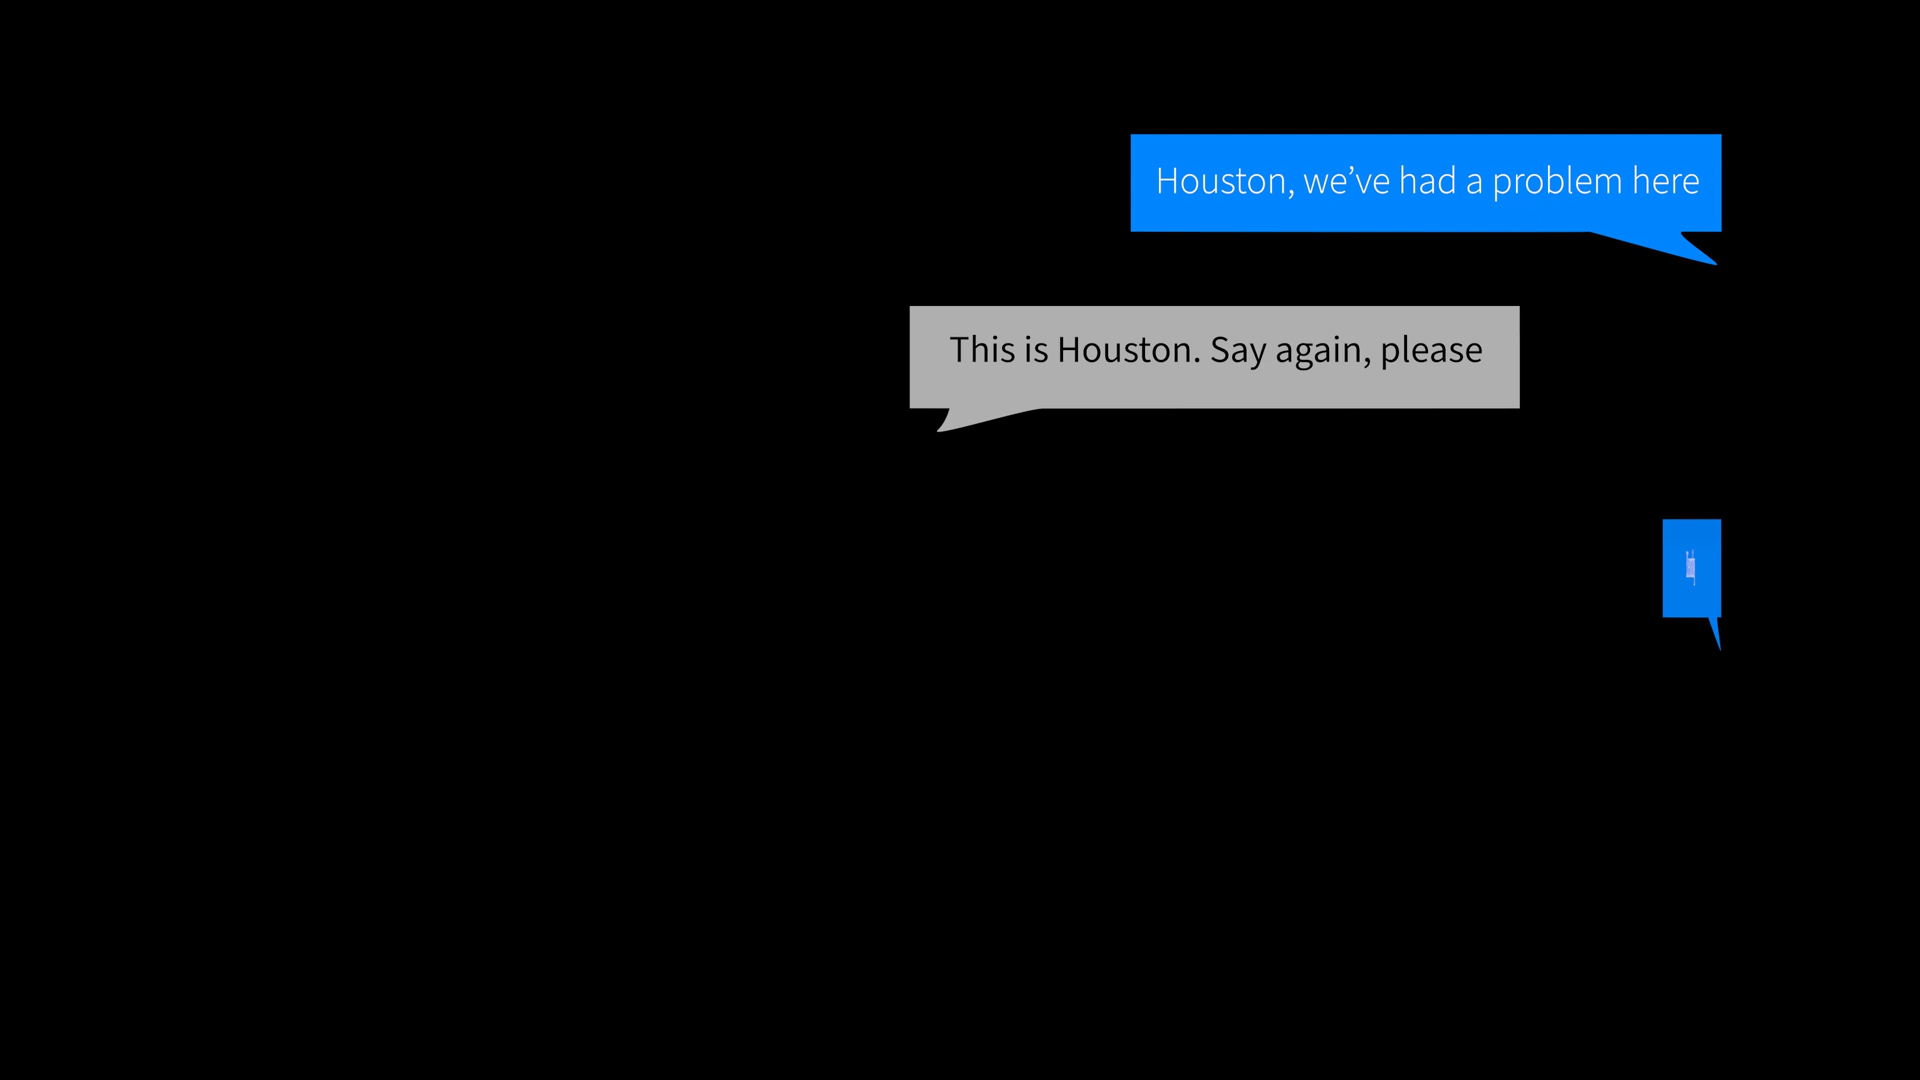 Houston, we’ve had a problem here
This is Houston. Say again, please